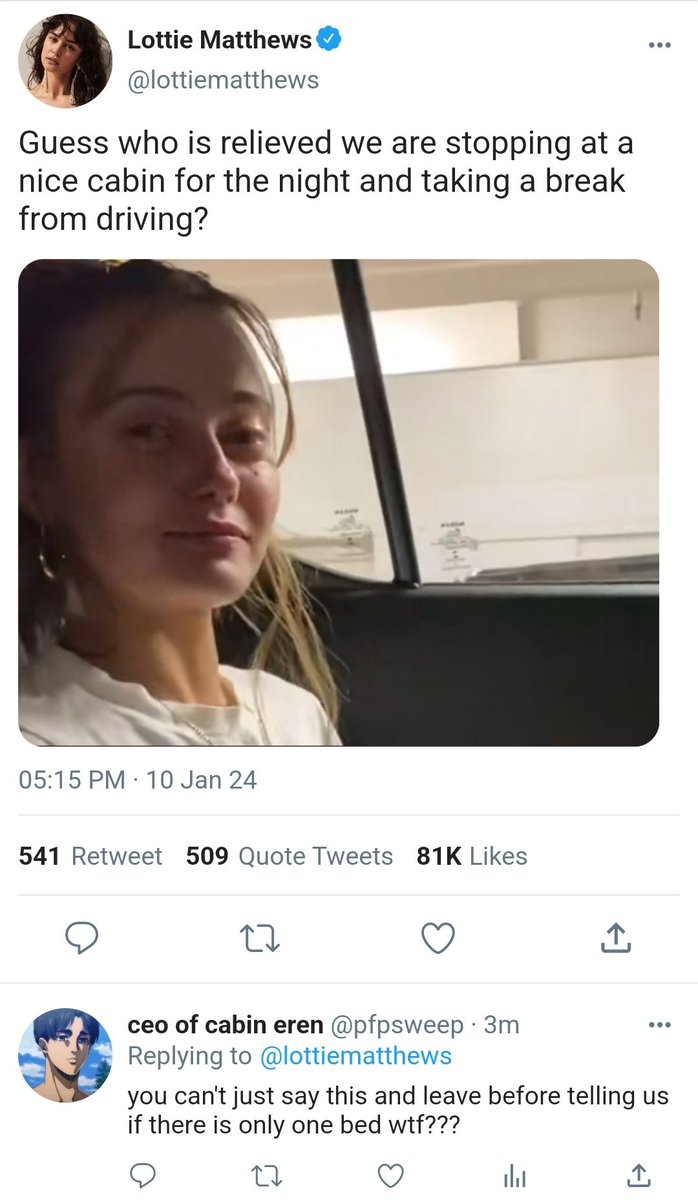 Lottie Matthews
@lottiematthews
Guess who is relieved we are stopping at a
nice cabin for the night and taking a break
from driving?
05:15 PM · 10 Jan 24
541 Retweet 509 Quote Tweets 81K Likes
ceo of cabin eren @pfpsweep · 3m
Replying to @lottiematthews
you can't just say this and leave before telling us
if there is only one bed wtf???